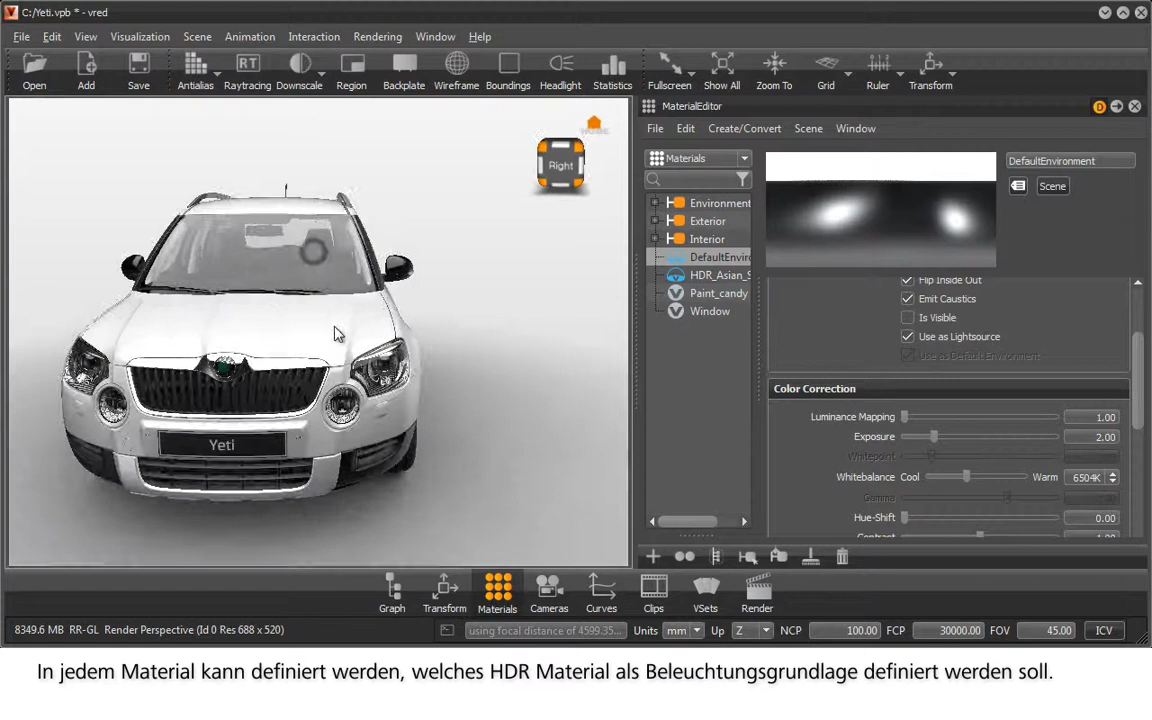 C:/Yeti.vpb * - vred
File Edit View Visualization Scene Animation Interaction Rendering Window Help
Open Add Save Antialias Raytracing Downscale Region Backplate Wireframe Boundings Headlight Statistics Fullscreen Show All Zoom To Grid Ruler Transform
RT
MaterialEditor
D
File Edit Create/Convert Scene Window
Materials
DefaultEnvironment
Scene
Environment
Exterior
Interior
DefaultEnviro
HDR_Asian_S
Paint_candy
Window
Flip Inside Out
Emit Caustics
Is Visible
Use as Lightsource
Use as Default Environment
Color Correction
Luminance Mapping 1.00
Exposure 2.00
Whitepoint
Whitebalance Cool Warm 6504K
Gamma
Hue-Shift 0.00
Contrast 1.00
HOME
Right
Yeti
Graph Transform Materials Cameras Curves Clips VSets Render
8349.6 MB RR-GL Render Perspective (Id 0 Res 688 x 520)
using focal distance of 4599.35...
Units mm Up Z NCP 100.00 FCP 30000.00 FOV 45.00 ICV
In jedem Material kann definiert werden, welches HDR Material als Beleuchtungsgrundlage definiert werden soll.